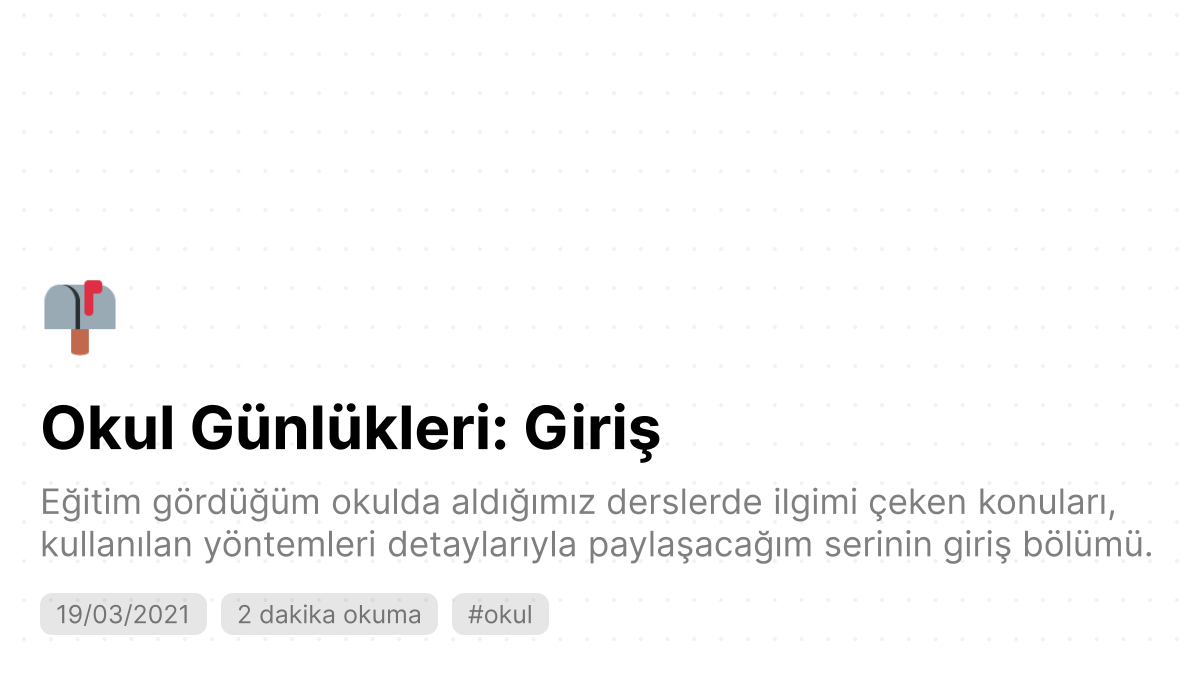 Okul Günlükleri: Giriş
Eğitim gördüğüm okulda aldığımız derslerde ilgimi çeken konuları,
kullanılan yöntemleri detaylarıyla paylaşacağım serinin giriş bölümü.
19/03/2021 2 dakika okuma #okul